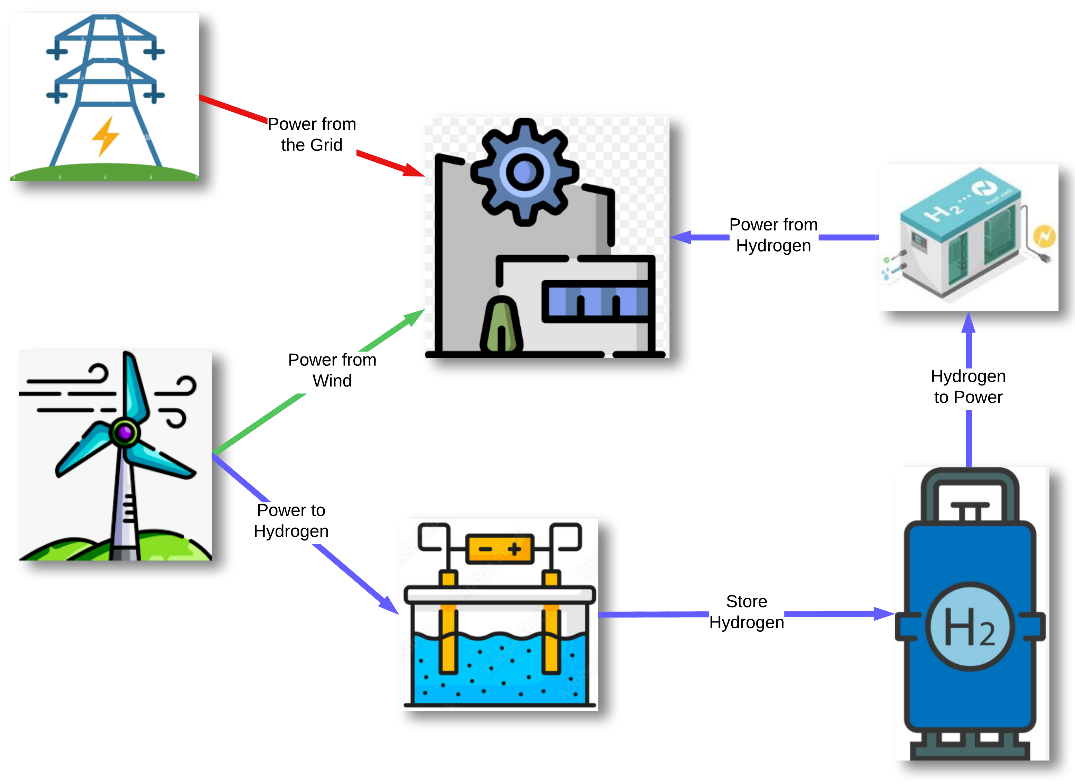 Power from
the Grid
Power from
Hydrogen
H2
Power from
Wind
Hydrogen
to Power
Power to
Hydrogen
- +
Store
Hydrogen
H2